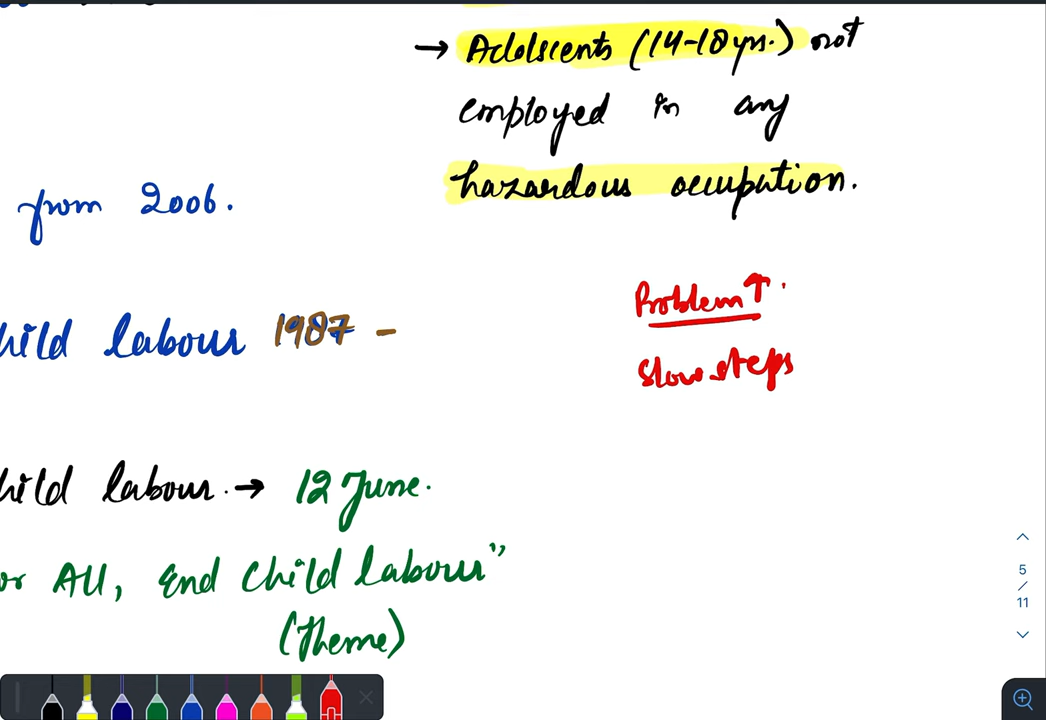 → Adolscents (14-18 yrs.) not
employed in any
hazardous occupation.
from 2006.
Problem ↑.
hild labour 1987 -
Slow steps
hild labour. → 12 June.
or All, End Child labour"
(Theme)
5
/
11